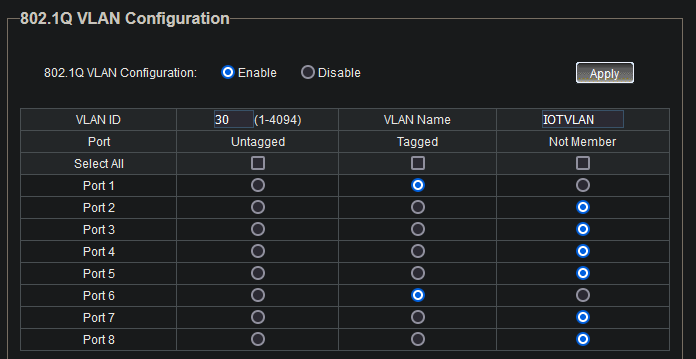 802.1Q VLAN Configuration
802.1Q VLAN Configuration: Enable Disable Apply
VLAN ID 30 (1-4094) VLAN Name IOTVLAN
Port Untagged Tagged Not Member
Select All
Port 1
Port 2
Port 3
Port 4
Port 5
Port 6
Port 7
Port 8